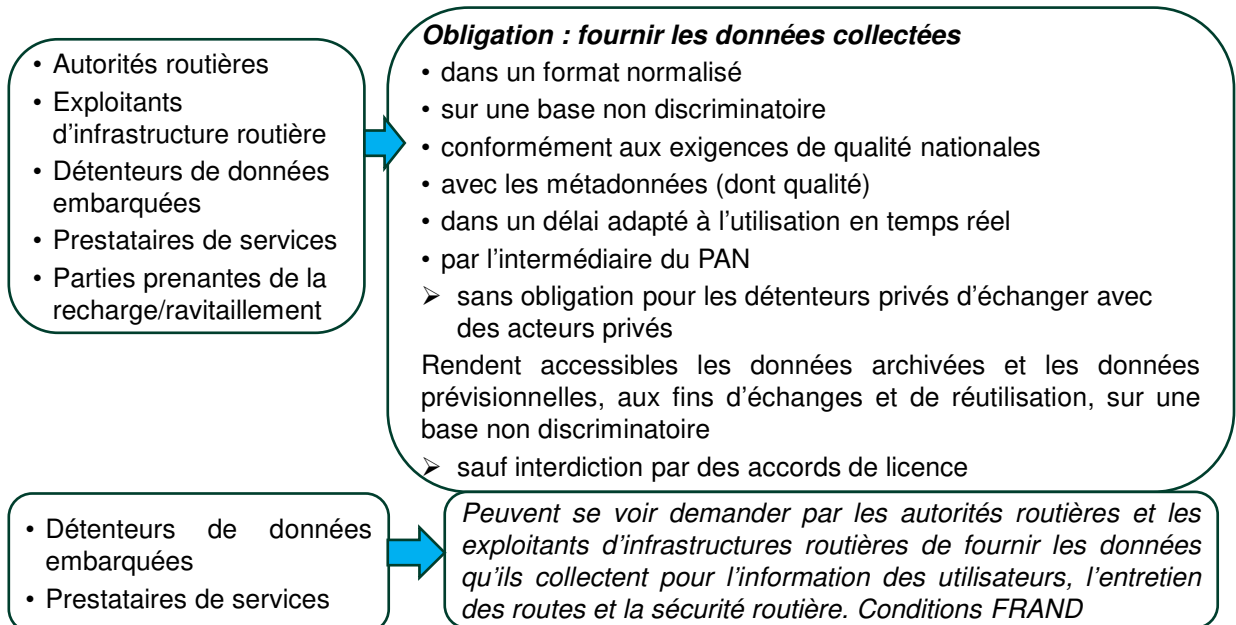 • Autorités routières
• Exploitants
d’infrastructure routière
• Détenteurs de données
embarquées
• Prestataires de services
• Parties prenantes de la
recharge/ravitaillement
Obligation : fournir les données collectées
• dans un format normalisé
• sur une base non discriminatoire
• conformément aux exigences de qualité nationales
• avec les métadonnées (dont qualité)
• dans un délai adapté à l’utilisation en temps réel
• par l’intermédiaire du PAN
➢ sans obligation pour les détenteurs privés d’échanger avec
des acteurs privés
Rendent accessibles les données archivées et les données
prévisionnelles, aux fins d’échanges et de réutilisation, sur une
base non discriminatoire
➢ sauf interdiction par des accords de licence
• Détenteurs de données
embarquées
• Prestataires de services
Peuvent se voir demander par les autorités routières et les
exploitants d’infrastructures routières de fournir les données
qu’ils collectent pour l’information des utilisateurs, l’entretien
des routes et la sécurité routière. Conditions FRAND